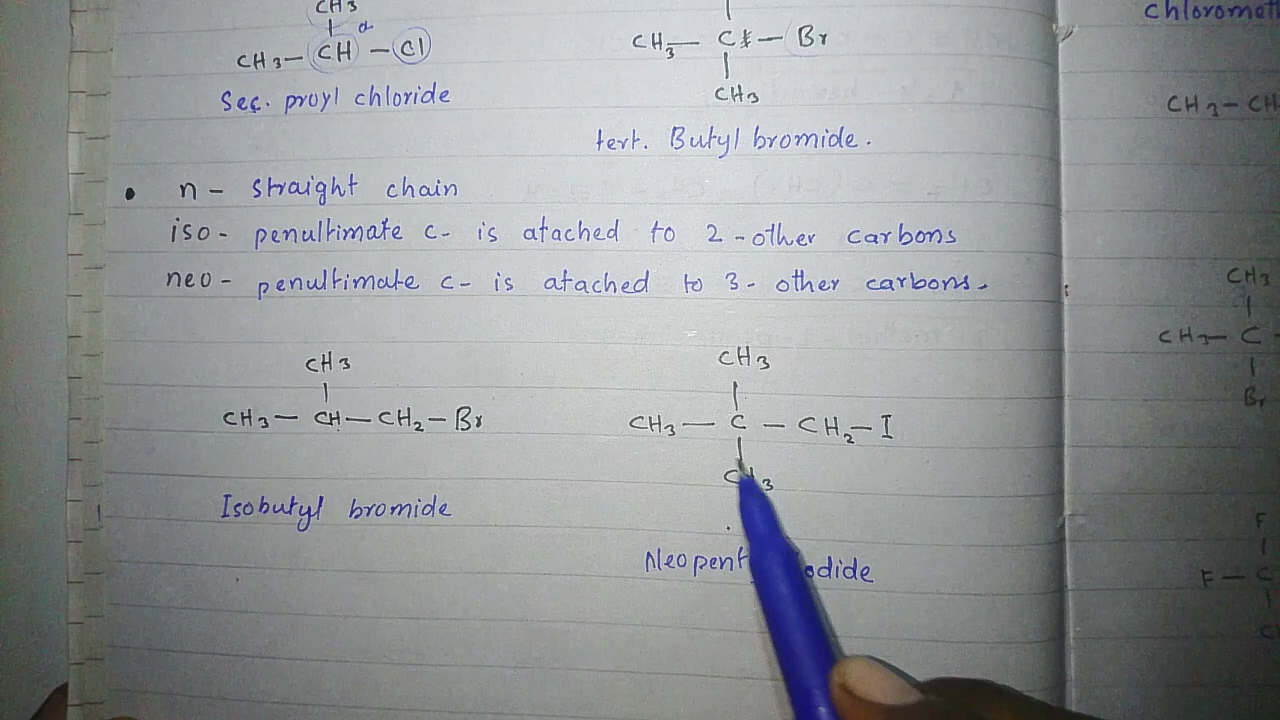 CH3
CH3 — CH — Cl
α
Sec. proyl chloride
CH3 — C — Br
CH3
tert. Butyl bromide.
• n - straight chain
iso - penultimate c- is atached to 2 - other carbons
neo - penultimate c- is atached to 3 - other carbons.
CH3
CH3 — CH — CH2 — Br
Isobutyl bromide
CH3
CH3 — C — CH2 — I
CH3
CH3 — CH
CH3
CH3 — C
Br
F
F — C